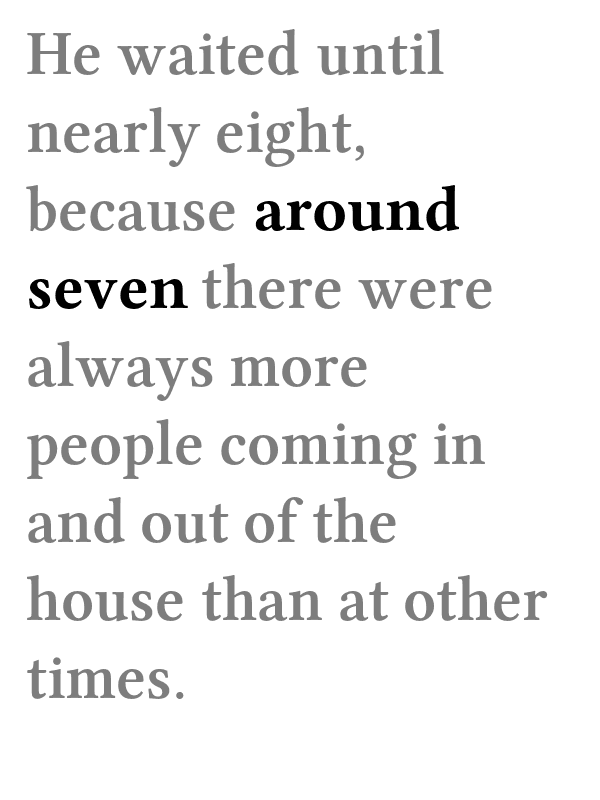 He waited until
nearly eight,
because around
seven there were
always more
people coming in
and out of the
house than at other
times.